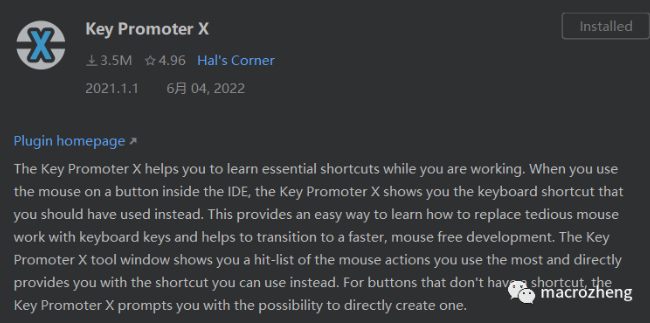 Key Promoter X
Installed
3.5M 4.96 Hal's Corner
2021.1.1 6月 04, 2022
Plugin homepage
The Key Promoter X helps you to learn essential shortcuts while you are working. When you use
the mouse on a button inside the IDE, the Key Promoter X shows you the keyboard shortcut that
you should have used instead. This provides an easy way to learn how to replace tedious mouse
work with keyboard keys and helps to transition to a faster, mouse free development. The Key
Promoter X tool window shows you a hit-list of the mouse actions you use the most and directly
provides you with the shortcut you can use instead. For buttons that don't have a shortcut, the
Key Promoter X prompts you with the possibility to directly create one.
macrozheng